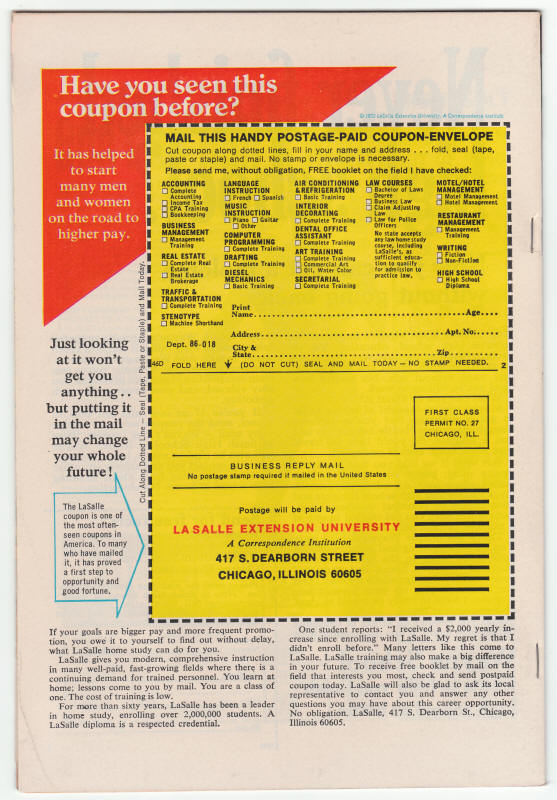 Have you seen this
coupon before?
© 1973 LaSalle Extension University, A Correspondence Institution
It has helped
to start
many men
and women
on the road to
higher pay.
Just looking
at it won't
get you
anything..
but putting it
in the mail
may change
your whole
future!
The LaSalle
coupon is one of
the most often-
seen coupons in
America. To many
who have mailed
it, it has proved
a first step to
opportunity and
good fortune.
Cut Along Dotted Line — Seal (Tape, Paste or Staple) and Mail Today.
MAIL THIS HANDY POSTAGE-PAID COUPON-ENVELOPE
Cut coupon along dotted lines, fill in your name and address . . . fold, seal (tape,
paste or staple) and mail. No stamp or envelope is necessary.
Please send me, without obligation, FREE booklet on the field I have checked:
ACCOUNTING
Complete
Accounting
Income Tax
CPA Training
Bookkeeping
BUSINESS
MANAGEMENT
Management
Training
REAL ESTATE
Complete Real
Estate
Real Estate
Brokerage
TRAFFIC &
TRANSPORTATION
Complete Training
STENOTYPE
Machine Shorthand
LANGUAGE
INSTRUCTION
French Spanish
MUSIC
INSTRUCTION
Piano Guitar
Other
COMPUTER
PROGRAMMING
Complete Training
DRAFTING
Complete Training
DIESEL
MECHANICS
Basic Training
AIR CONDITIONING
& REFRIGERATION
Basic Training
INTERIOR
DECORATING
Complete Training
DENTAL OFFICE
ASSISTANT
Complete Training
ART TRAINING
Complete Training
Commercial Art
Oil, Water Color
SECRETARIAL
Complete Training
LAW COURSES
Bachelor of Laws
Degree
Business Law
Claim Adjusting
Law
Law for Police
Officers
No state accepts
any law home study
course, including
LaSalle's, as
sufficient educa-
tion to qualify
for admission to
practice law.
MOTEL/HOTEL
MANAGEMENT
Motel Management
Hotel Management
RESTAURANT
MANAGEMENT
Management
Training
WRITING
Fiction
Non-Fiction
HIGH SCHOOL
High School
Diploma
Print
Name Age
Address Apt. No.
Dept. 86-018 City &
State Zip
46D FOLD HERE (DO NOT CUT) SEAL AND MAIL TODAY — NO STAMP NEEDED. 2
FIRST CLASS
PERMIT NO. 27
CHICAGO, ILL.
BUSINESS REPLY MAIL
No postage stamp required if mailed in the United States
Postage will be paid by
LA SALLE EXTENSION UNIVERSITY
A Correspondence Institution
417 S. DEARBORN STREET
CHICAGO, ILLINOIS 60605
If your goals are bigger pay and more frequent promo-
tion, you owe it to yourself to find out without delay,
what LaSalle home study can do for you.
LaSalle gives you modern, comprehensive instruction
in many well-paid, fast-growing fields where there is a
continuing demand for trained personnel. You learn at
home; lessons come to you by mail. You are a class of
one. The cost of training is low.
For more than sixty years, LaSalle has been a leader
in home study, enrolling over 2,000,000 students. A
LaSalle diploma is a respected credential.
One student reports: "I received a $2,000 yearly in-
crease since enrolling with LaSalle. My regret is that I
didn't enroll before." Many letters like this come to
LaSalle. LaSalle training may also make a big difference
in your future. To receive free booklet by mail on the
field that interests you most, check and send postpaid
coupon today. LaSalle will also be glad to ask its local
representative to contact you and answer any other
questions you may have about this career opportunity.
No obligation. LaSalle, 417 S. Dearborn St., Chicago,
Illinois 60605.